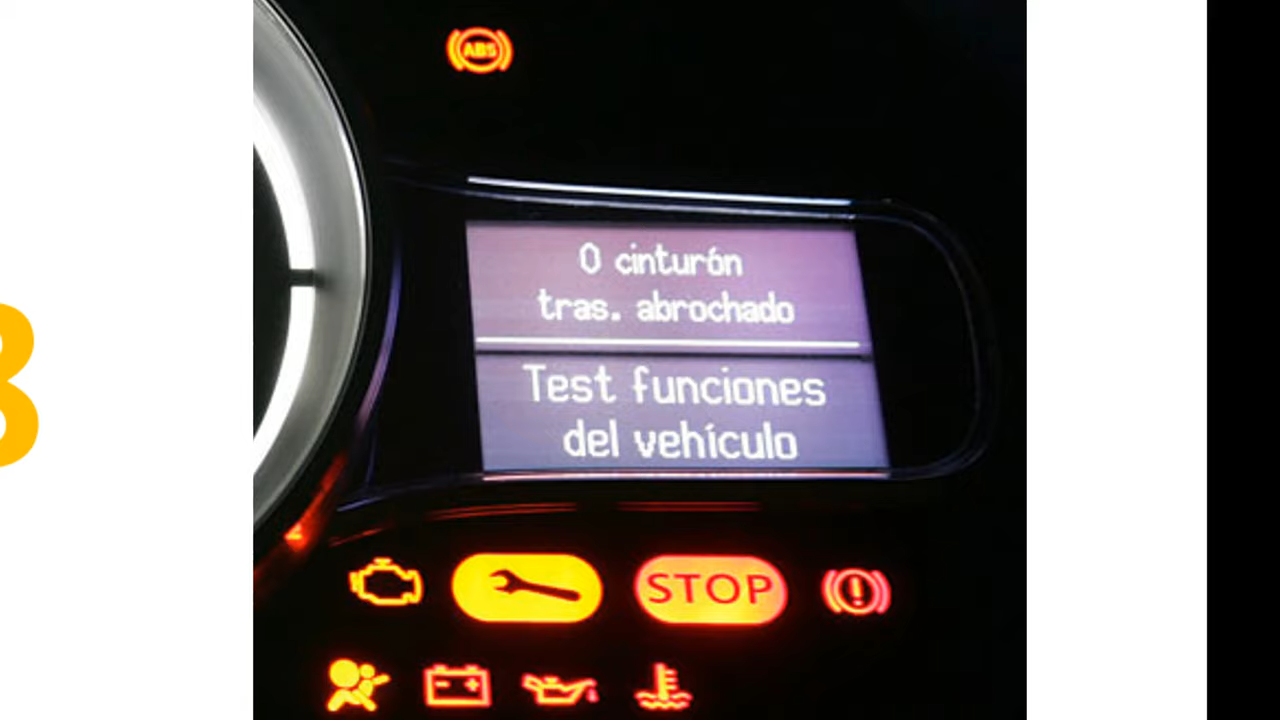 ABS
0 cinturón
tras. abrochado
Test funciones
del vehículo
STOP